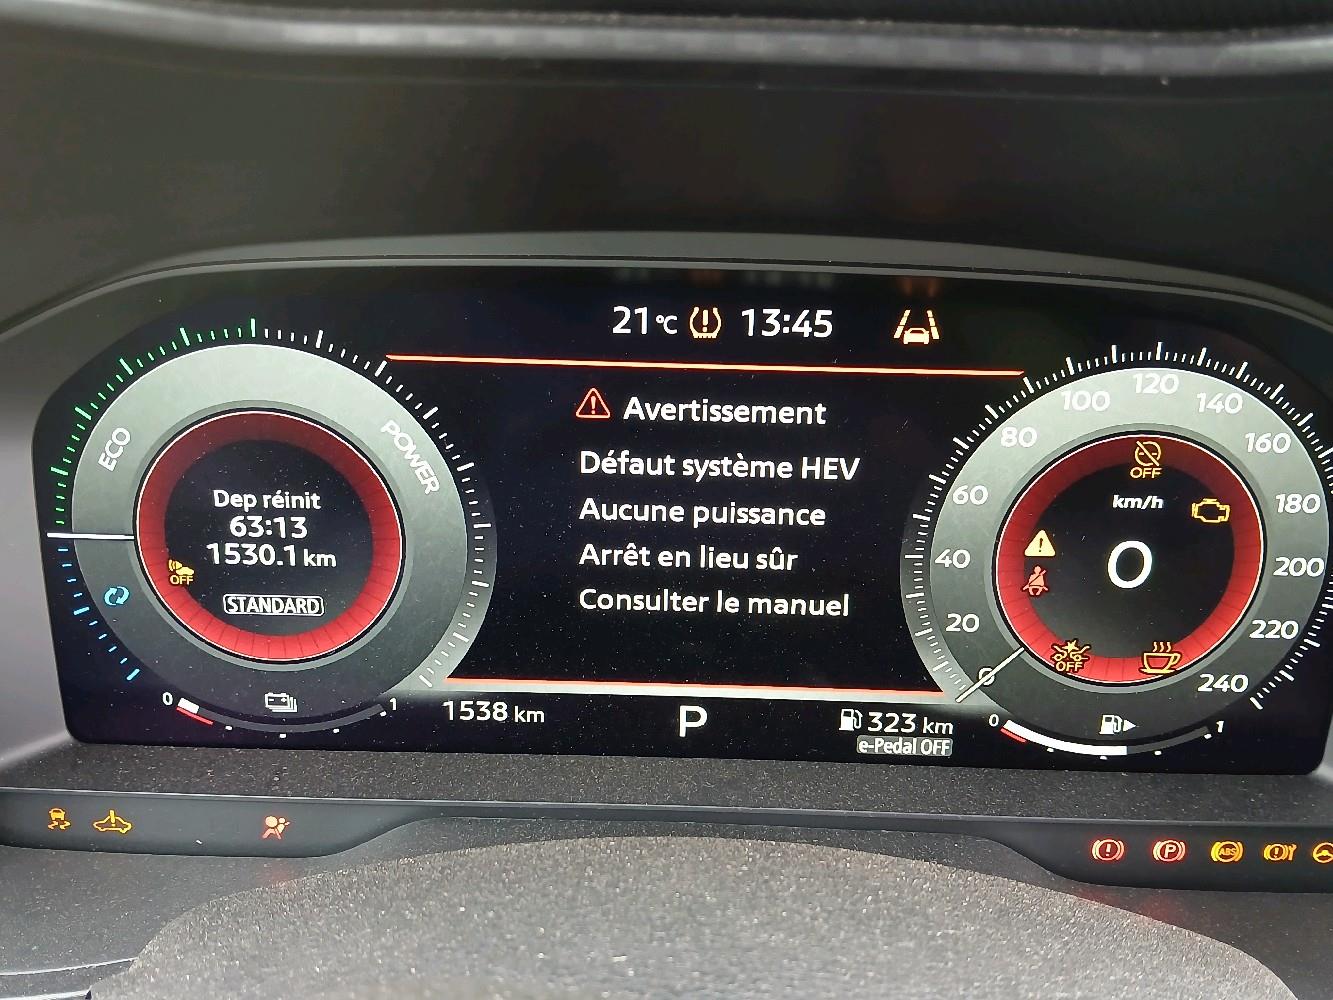 21°C 13:45
Avertissement
Défaut système HEV
Aucune puissance
Arrêt en lieu sûr
Consulter le manuel
ECO
POWER
Dep réinit
63:13
1530.1 km
OFF
STANDARD
0 1
1538 km
P
323 km
e-Pedal OFF
0 20 40 60 80 100 120 140 160 180 200 220 240
OFF
km/h
0
OFF
0 1
P
ABS